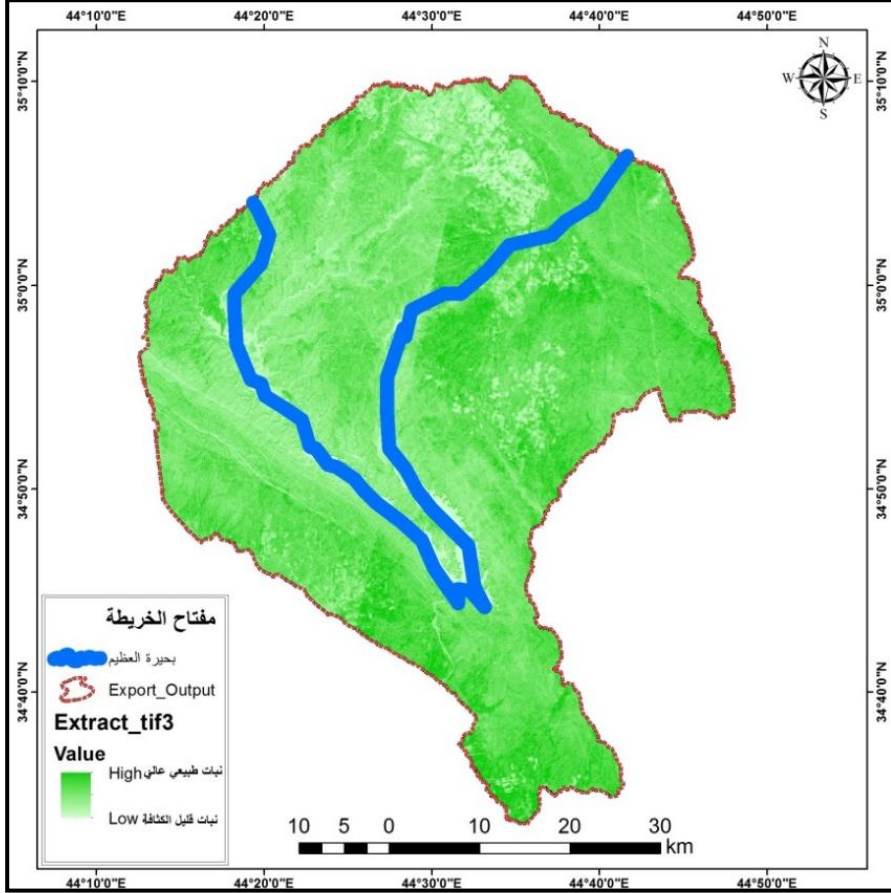 44°10'0"E 44°20'0"E 44°30'0"E 44°40'0"E 44°50'0"E
N
W E
S
35°10'0"N 35°10'0"N
35°0'0"N 35°0'0"N
34°50'0"N 34°50'0"N
34°40'0"N 34°40'0"N
مفتاح الخريطة
بحيرة العظيم
Export_Output
Extract_tif3
Value
High نبات طبيعي عالي
Low نبات قليل الكثافة
10 5 0 10 20 30
km
44°10'0"E 44°20'0"E 44°30'0"E 44°40'0"E 44°50'0"E